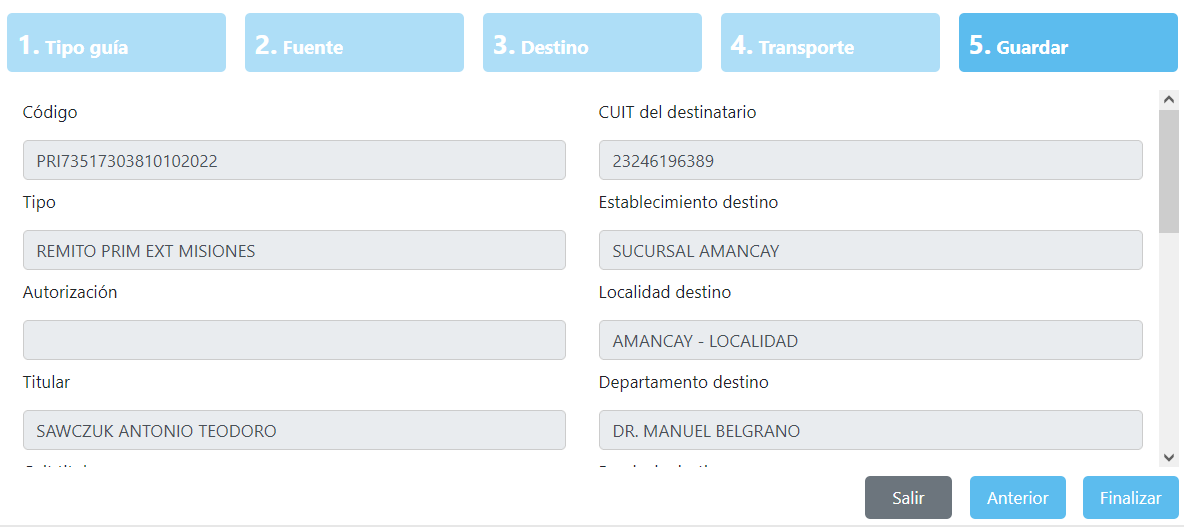 1. Tipo guía
2. Fuente
3. Destino
4. Transporte
5. Guardar
Código
PRI73517303810102022
Tipo
REMITO PRIM EXT MISIONES
Autorización
Titular
SAWCZUK ANTONIO TEODORO
CUIT del destinatario
23246196389
Establecimiento destino
SUCURSAL AMANCAY
Localidad destino
AMANCAY - LOCALIDAD
Departamento destino
DR. MANUEL BELGRANO
Salir
Anterior
Finalizar